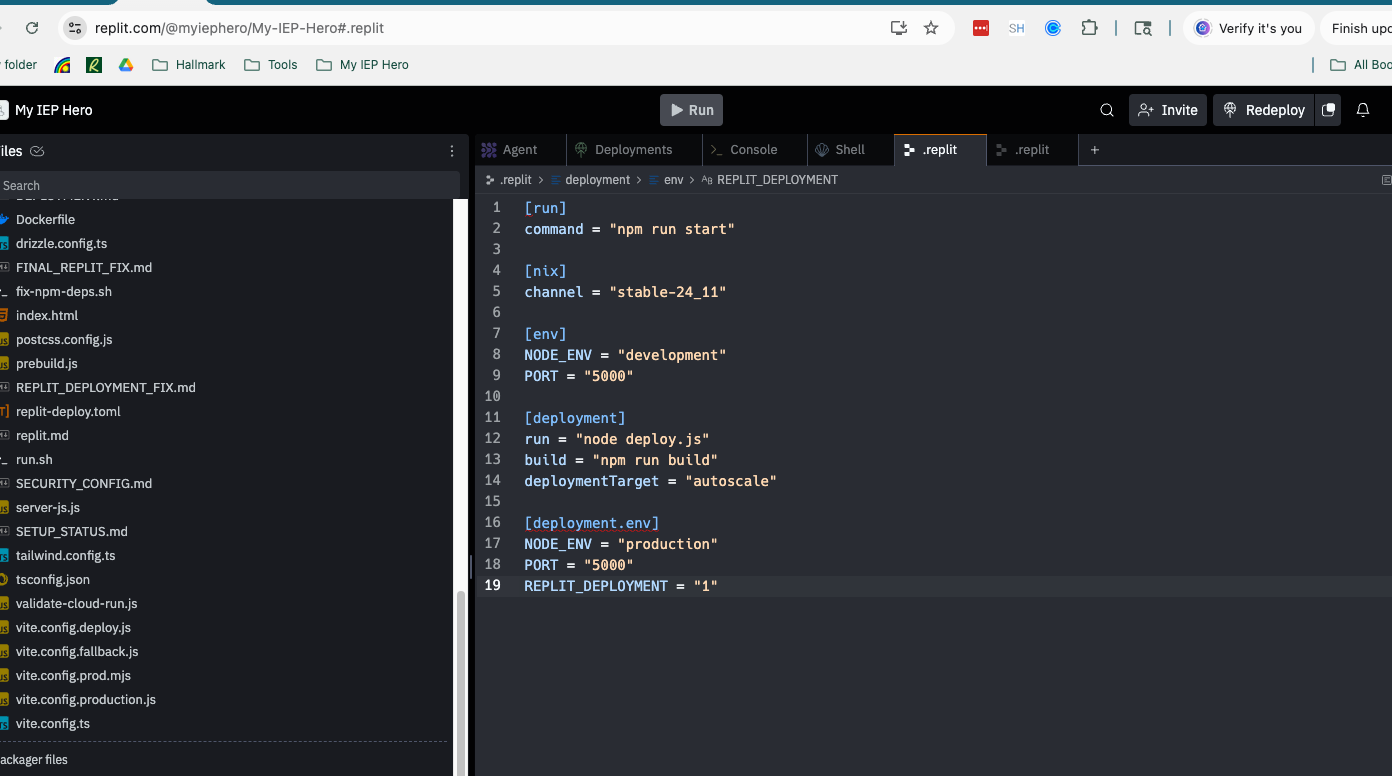 replit.com/@myiephero/My-IEP-Hero#.replit
SH
Verify it's you
folder
Hallmark
Tools
My IEP Hero
My IEP Hero
Run
Invite
Redeploy
Agent
Deployments
Console
Shell
.replit
.replit
.replit > deployment > env > REPLIT_DEPLOYMENT
Search
Dockerfile
drizzle.config.ts
FINAL_REPLIT_FIX.md
fix-npm-deps.sh
index.html
postcss.config.js
prebuild.js
REPLIT_DEPLOYMENT_FIX.md
replit-deploy.toml
replit.md
run.sh
SECURITY_CONFIG.md
server-js.js
SETUP_STATUS.md
tailwind.config.ts
tsconfig.json
validate-cloud-run.js
vite.config.deploy.js
vite.config.fallback.js
vite.config.prod.mjs
vite.config.production.js
vite.config.ts
ackager files
1 [run]
2 command = "npm run start"
3
4 [nix]
5 channel = "stable-24_11"
6
7 [env]
8 NODE_ENV = "development"
9 PORT = "5000"
10
11 [deployment]
12 run = "node deploy.js"
13 build = "npm run build"
14 deploymentTarget = "autoscale"
15
16 [deployment.env]
17 NODE_ENV = "production"
18 PORT = "5000"
19 REPLIT_DEPLOYMENT = "1"